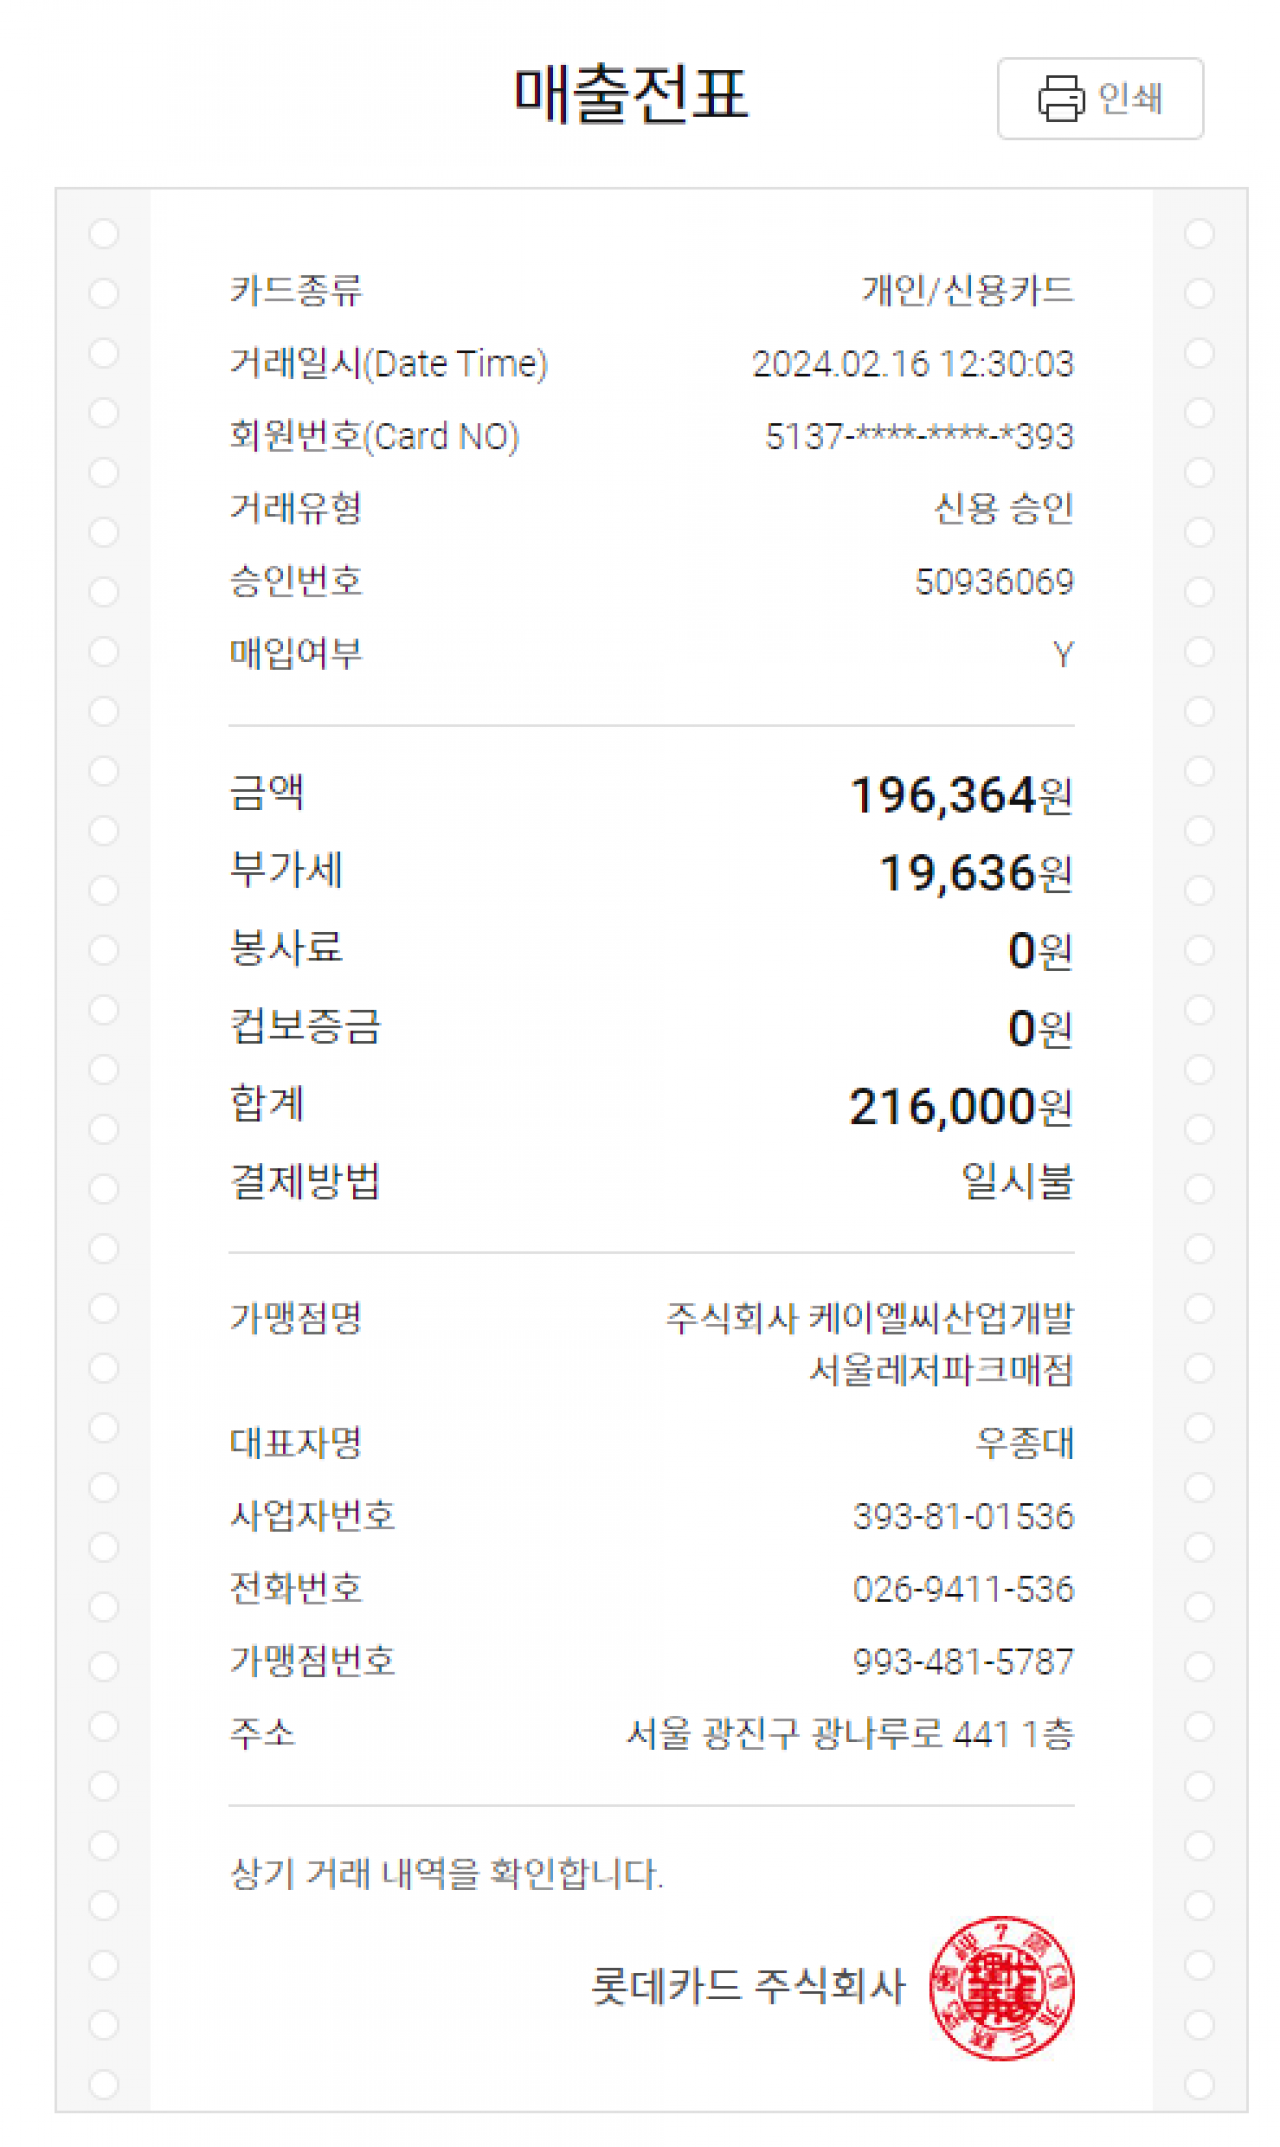 매출전표
인쇄
카드종류 개인/신용카드
거래일시(Date Time) 2024.02.16 12:30:03
회원번호(Card NO) 5137-****-****-*393
거래유형 신용 승인
승인번호 50936069
매입여부 Y
금액 196,364원
부가세 19,636원
봉사료 0원
컵보증금 0원
합계 216,000원
결제방법 일시불
가맹점명 주식회사 케이엘씨산업개발
서울레저파크매점
대표자명 우종대
사업자번호 393-81-01536
전화번호 026-9411-536
가맹점번호 993-481-5787
주소 서울 광진구 광나루로 441 1층
상기 거래 내역을 확인합니다.
롯데카드 주식회사